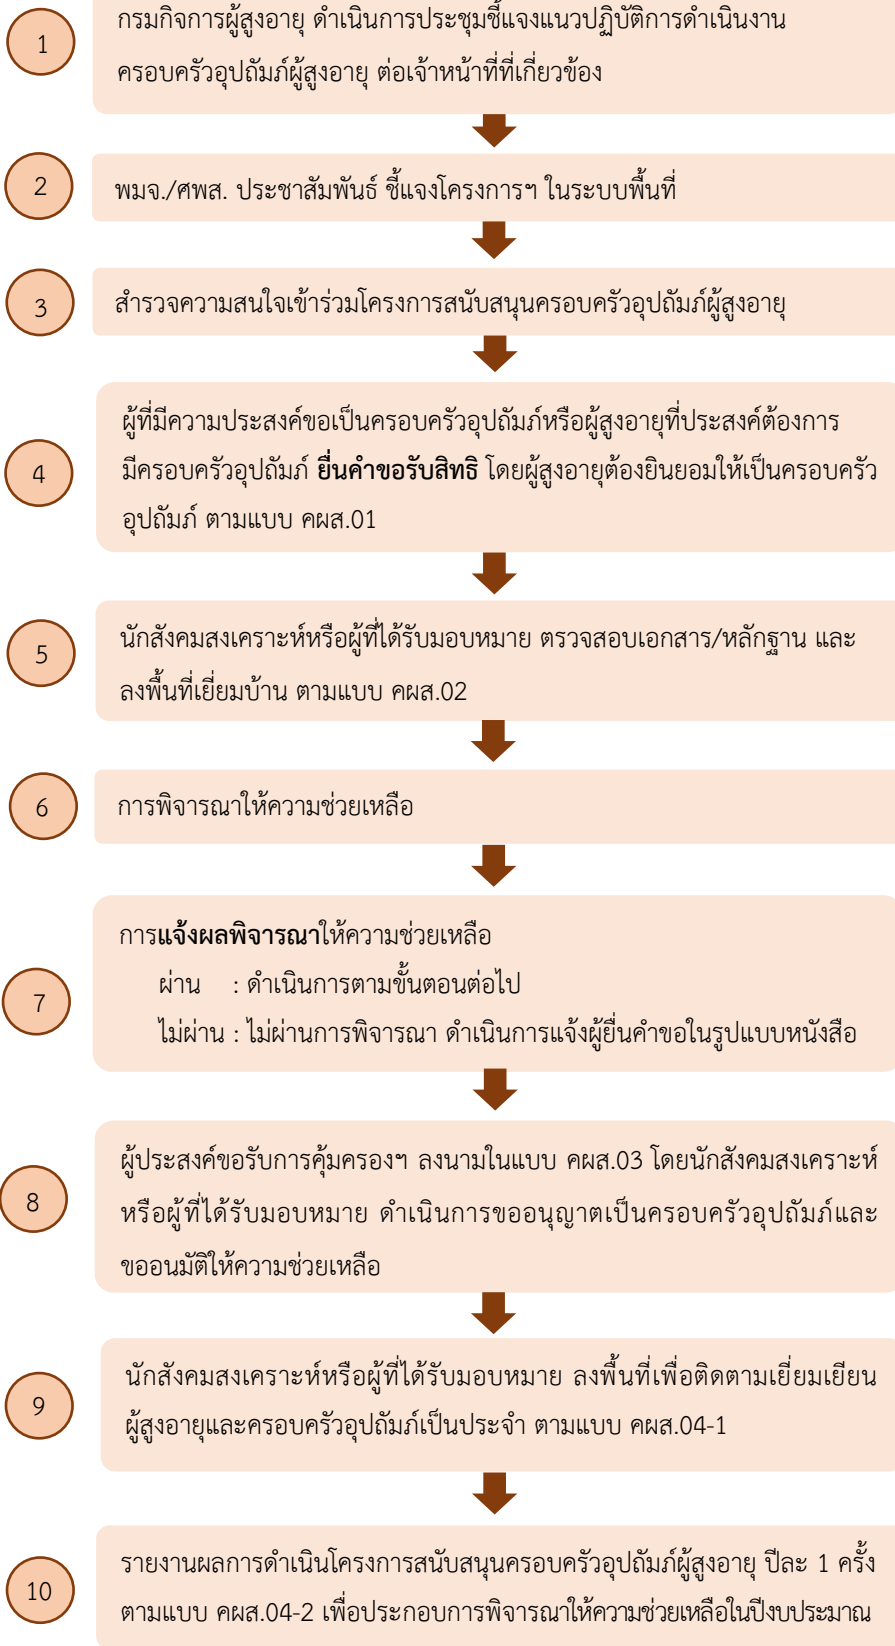 1
กรมกิจการผู้สูงอายุ ดำเนินการประชุมชี้แจงแนวปฏิบัติการดำเนินงาน
ครอบครัวอุปถัมภ์ผู้สูงอายุ ต่อเจ้าหน้าที่ที่เกี่ยวข้อง
2
พมจ./ศพส. ประชาสัมพันธ์ ชี้แจงโครงการฯ ในระบบพื้นที่
3
สำรวจความสนใจเข้าร่วมโครงการสนับสนุนครอบครัวอุปถัมภ์ผู้สูงอายุ
4
ผู้ที่มีความประสงค์ขอเป็นครอบครัวอุปถัมภ์หรือผู้สูงอายุที่ประสงค์ต้องการ
มีครอบครัวอุปถัมภ์ ยื่นคำขอรับสิทธิ โดยผู้สูงอายุต้องยินยอมให้เป็นครอบครัว
อุปถัมภ์ ตามแบบ คผส.01
5
นักสังคมสงเคราะห์หรือผู้ที่ได้รับมอบหมาย ตรวจสอบเอกสาร/หลักฐาน และ
ลงพื้นที่เยี่ยมบ้าน ตามแบบ คผส.02
6
การพิจารณาให้ความช่วยเหลือ
7
การแจ้งผลพิจารณาให้ความช่วยเหลือ
ผ่าน : ดำเนินการตามขั้นตอนต่อไป
ไม่ผ่าน : ไม่ผ่านการพิจารณา ดำเนินการแจ้งผู้ยื่นคำขอในรูปแบบหนังสือ
8
ผู้ประสงค์ขอรับการคุ้มครองฯ ลงนามในแบบ คผส.03 โดยนักสังคมสงเคราะห์
หรือผู้ที่ได้รับมอบหมาย ดำเนินการขออนุญาตเป็นครอบครัวอุปถัมภ์และ
ขออนมัติให้ความช่วยเหลือ
9
นักสังคมสงเคราะห์หรือผู้ที่ได้รับมอบหมาย ลงพื้นที่เพื่อติดตามเยี่ยมเยียน
ผู้สูงอายุและครอบครัวอุปถัมภ์เป็นประจำ ตามแบบ คผส.04-1
10
รายงานผลการดำเนินโครงการสนับสนุนครอบครัวอุปถัมภ์ผู้สูงอายุ ปีละ 1 ครั้ง
ตามแบบ คผส.04-2 เพื่อประกอบการพิจารณาให้ความช่วยเหลือในปีงบประมาณ